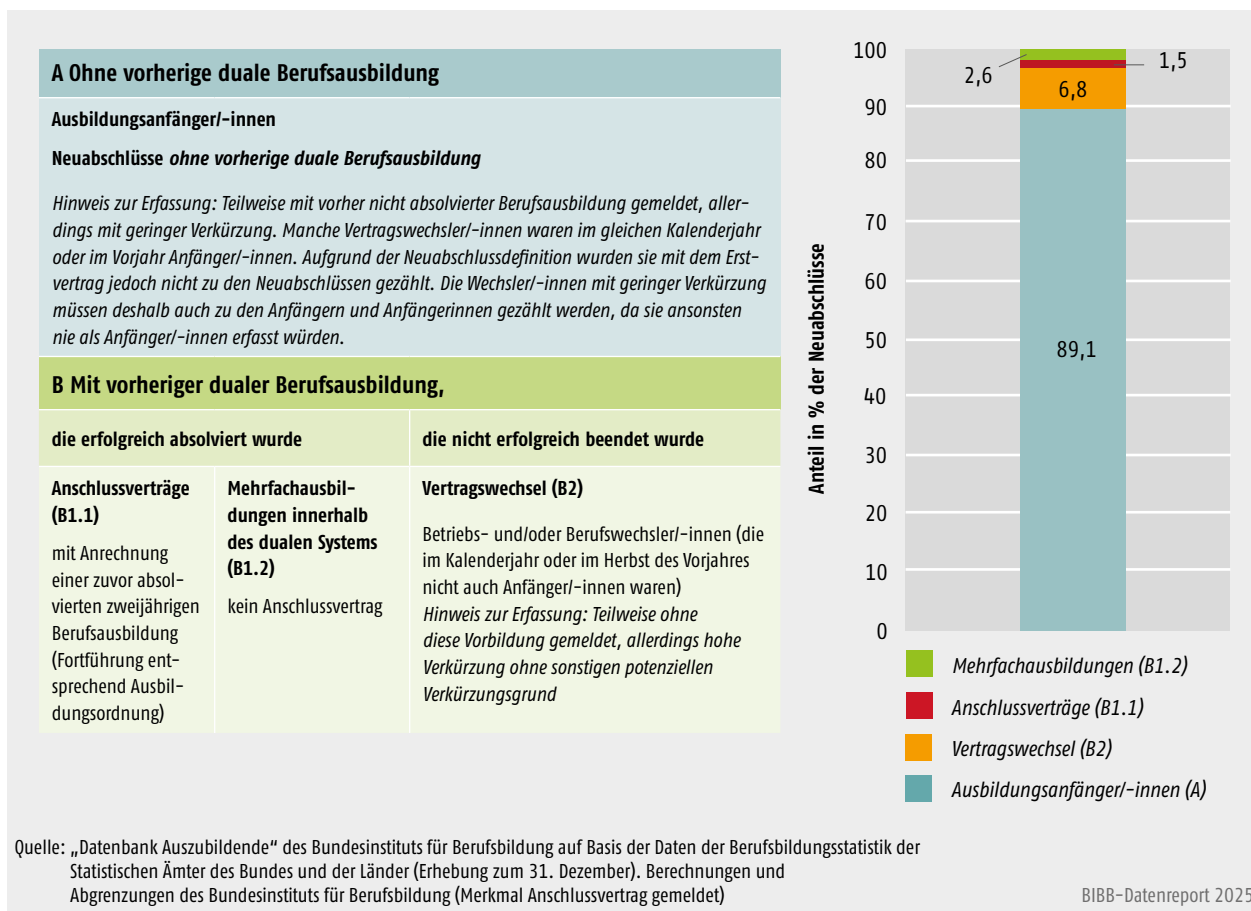 A Ohne vorherige duale Berufsausbildung
Ausbildungsanfänger/-innen
Neuabschlüsse ohne vorherige duale Berufsausbildung
Hinweis zur Erfassung: Teilweise mit vorher nicht absolvierter Berufsausbildung gemeldet, aller-
dings mit geringer Verkürzung. Manche Vertragswechsler/-innen waren im gleichen Kalenderjahr
oder im Vorjahr Anfänger/-innen. Aufgrund der Neuabschlussdefinition wurden sie mit dem Erst-
vertrag jedoch nicht zu den Neuabschlüssen gezählt. Die Wechsler/-innen mit geringer Verkürzung
müssen deshalb auch zu den Anfängern und Anfängerinnen gezählt werden, da sie ansonsten
nie als Anfänger/-innen erfasst würden.
B Mit vorheriger dualer Berufsausbildung,
die erfolgreich absolviert wurde
die nicht erfolgreich beendet wurde
Anschlussverträge
(B1.1)
mit Anrechnung
einer zuvor absol-
vierten zweijährigen
Berufsausbildung
(Fortführung ent-
sprechend Ausbil-
dungsordnung)
Mehrfachausbil-
dungen innerhalb
des dualen Systems
(B1.2)
kein Anschlussvertrag
Vertragswechsel (B2)
Betriebs- und/oder Berufswechsler/-innen (die
im Kalenderjahr oder im Herbst des Vorjahres
nicht auch Anfänger/-innen waren)
Hinweis zur Erfassung: Teilweise ohne
diese Vorbildung gemeldet, allerdings hohe
Verkürzung ohne sonstigen potenziellen
Verkürzungsgrund
Anteil in % der Neuabschlüsse
100
90
80
70
60
50
40
30
20
10
0
2,6
1,5
6,8
89,1
Mehrfachausbildungen (B1.2)
Anschlussverträge (B1.1)
Vertragswechsel (B2)
Ausbildungsanfänger/-innen (A)
Quelle: „Datenbank Auszubildende“ des Bundesinstituts für Berufsbildung auf Basis der Daten der Berufsbildungsstatistik der
Statistischen Ämter des Bundes und der Länder (Erhebung zum 31. Dezember). Berechnungen und
Abgrenzungen des Bundesinstituts für Berufsbildung (Merkmal Anschlussvertrag gemeldet)
BIBB-Datenreport 2025